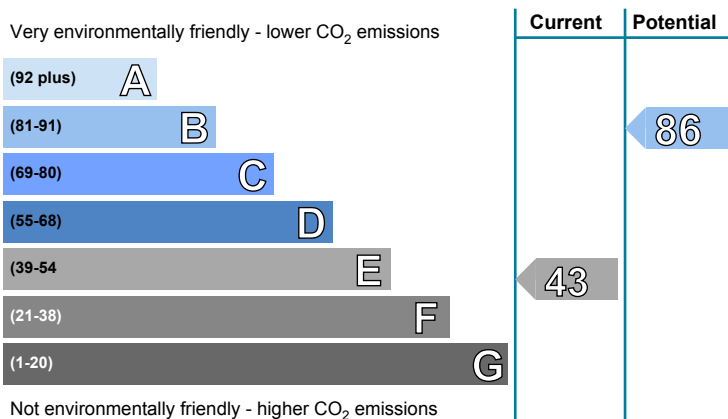 Very environmentally friendly - lower CO2 emissions
Current
Potential
(92 plus) A
(81-91) B
86
(69-80) C
(55-68) D
(39-54 E
43
(21-38) F
(1-20) G
Not environmentally friendly - higher CO2 emissions